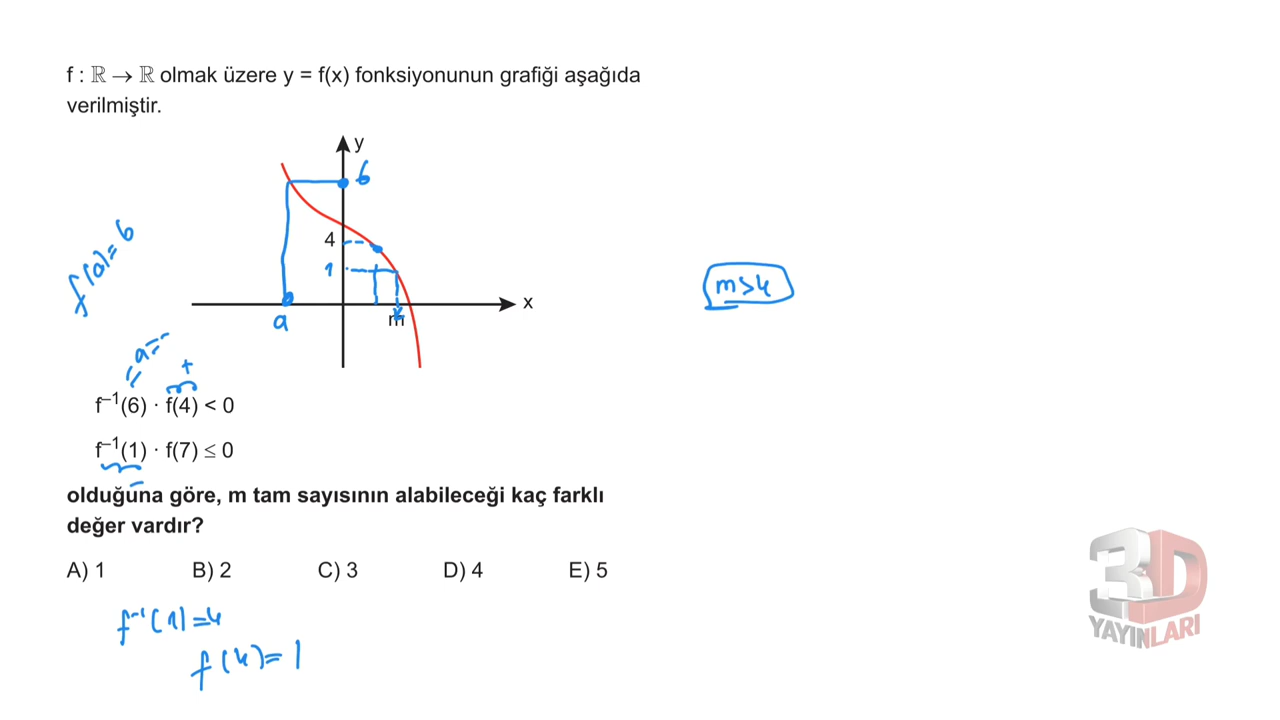 f : ℝ → ℝ olmak üzere y = f(x) fonksiyonunun grafiği aşağıda
verilmiştir.
y
6
4
1
x
a
m
f(a)=6
m>4
a=-
+
f⁻¹(6) · f(4) < 0
f⁻¹(1) · f(7) ≤ 0
olduğuna göre, m tam sayısının alabileceği kaç farklı
değer vardır?
A) 1 B) 2 C) 3 D) 4 E) 5
f⁻¹(1)=k
f(k)=1
3D
YAYINLARI